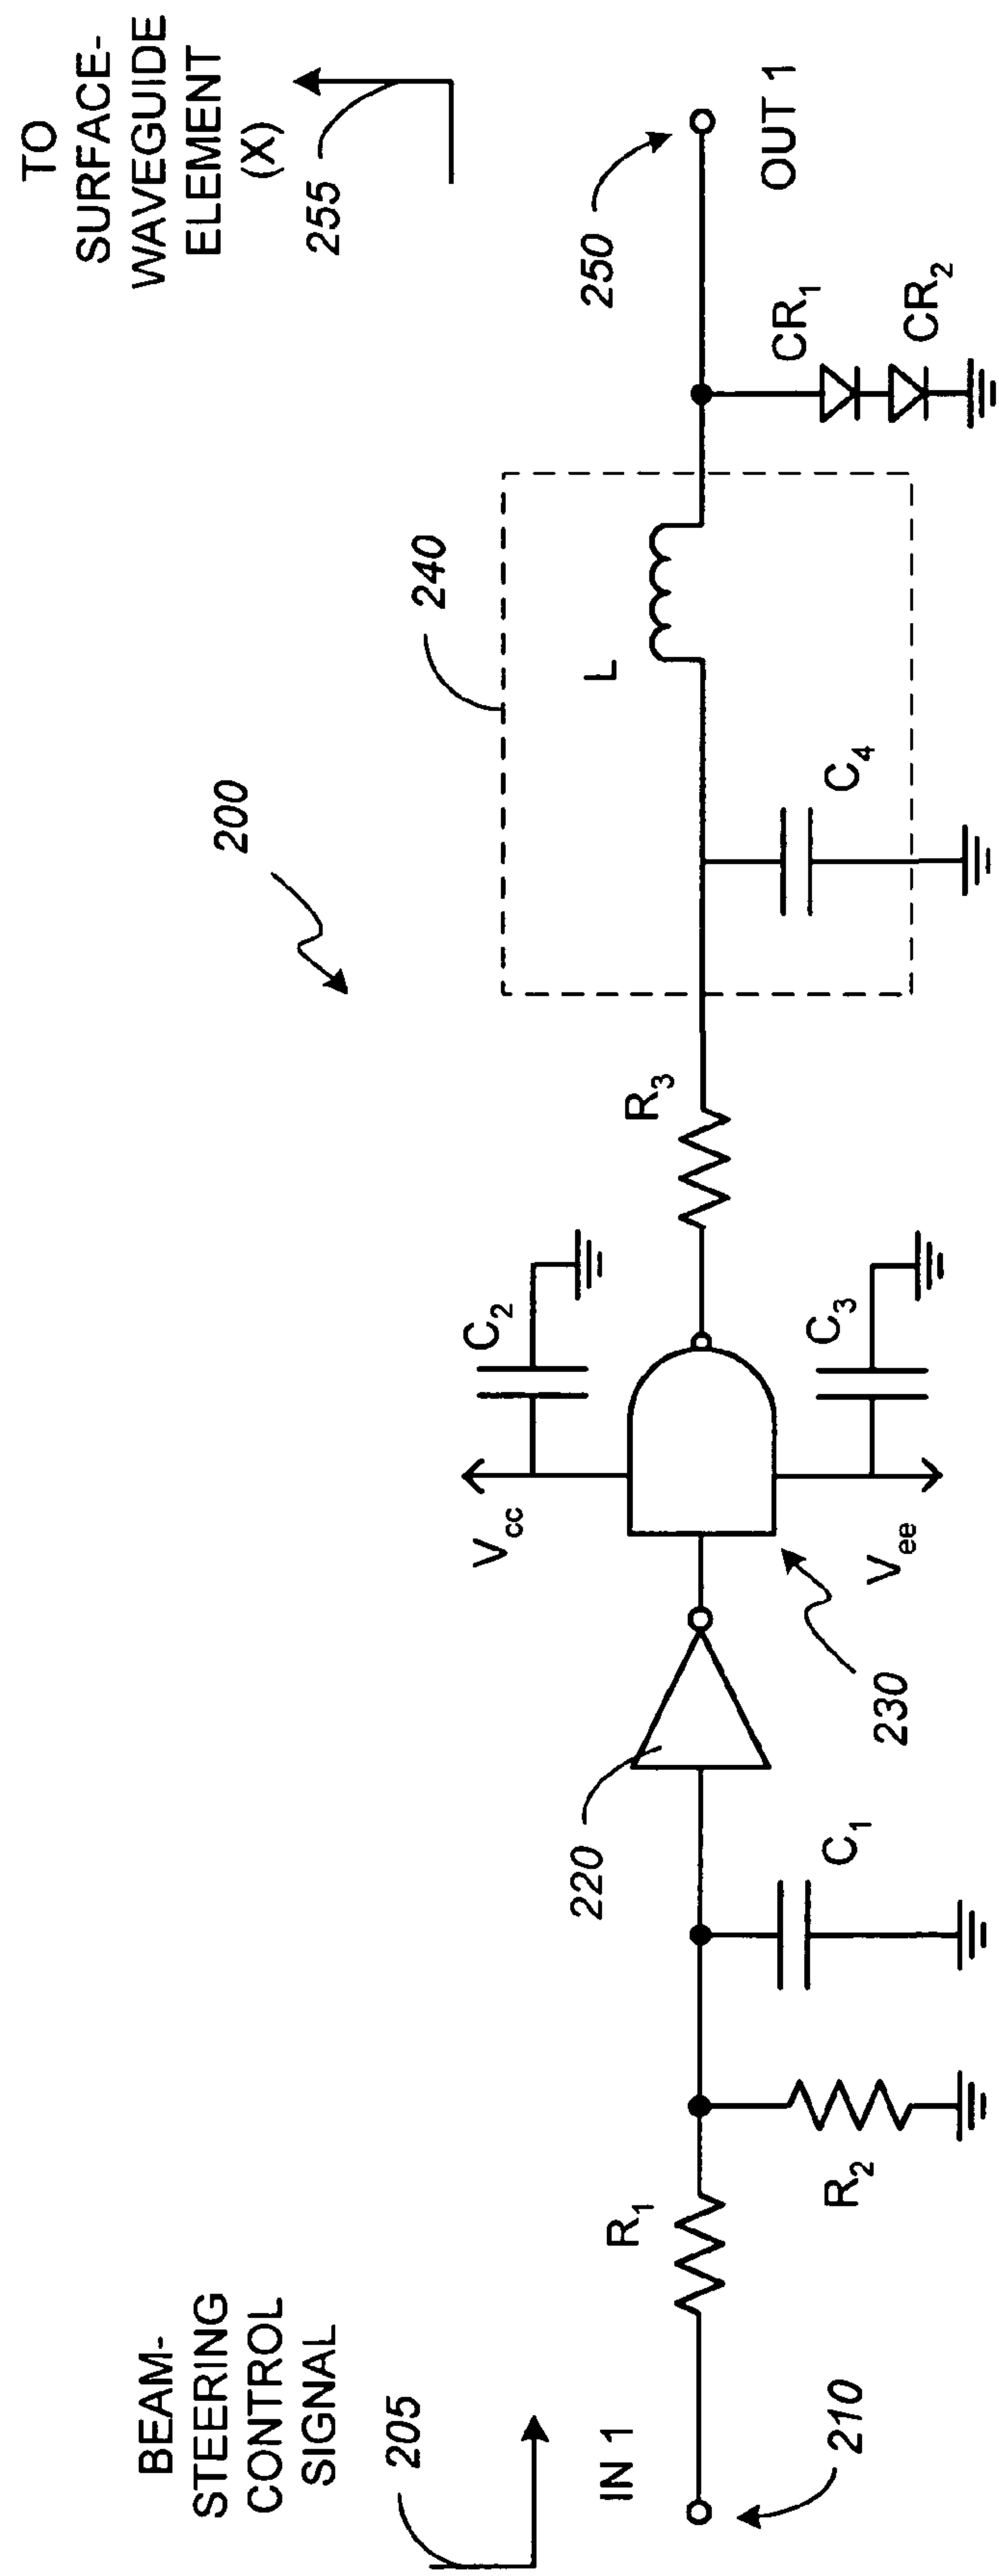 BEAM-
STEERING
CONTROL
SIGNAL
205
IN 1
210
R1
R2
C1
220
230
Vcc
Vee
C2
C3
R3
200
240
L
C4
250
CR1
CR2
OUT 1
TO
SURFACE-
WAVEGUIDE
ELEMENT
(X)
255